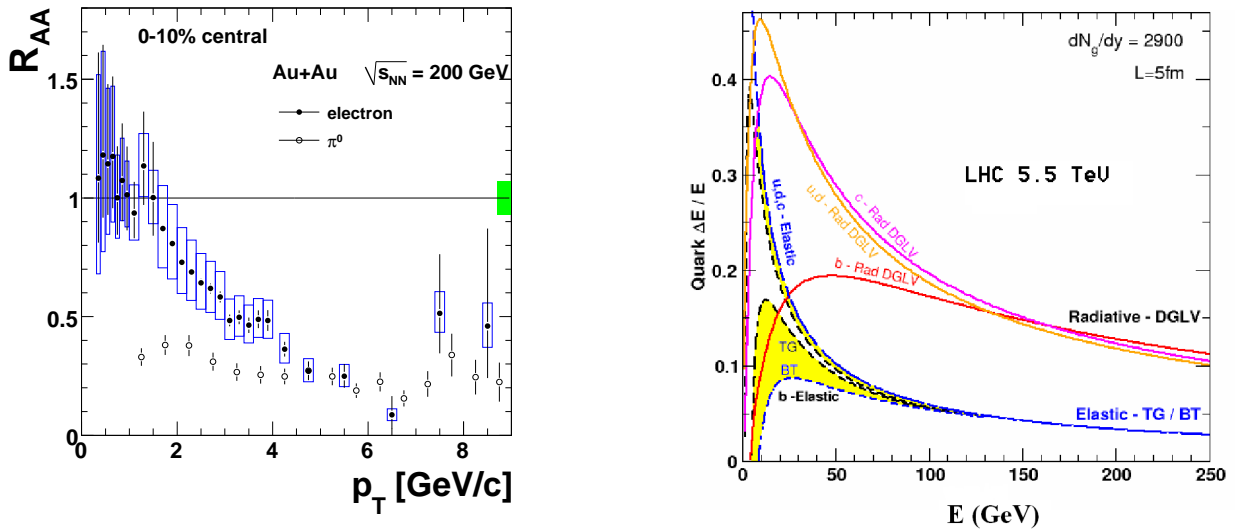 R_AA
0-10% central
Au+Au √s_NN = 200 GeV
electron
π⁰
1.5
1
0.5
0
0 2 4 6 8
p_T [GeV/c]
dN_g/dy = 2900
L=5fm
LHC 5.5 TeV
Quark ΔE / E
0.4
0.3
0.2
0.1
0
u,d,c - Elastic
c - Rad DGLV
u,d - Rad DGLV
b - Rad DGLV
Radiative - DGLV
TG
BT
b -Elastic
Elastic - TG / BT
0 50 100 150 200 250
E (GeV)